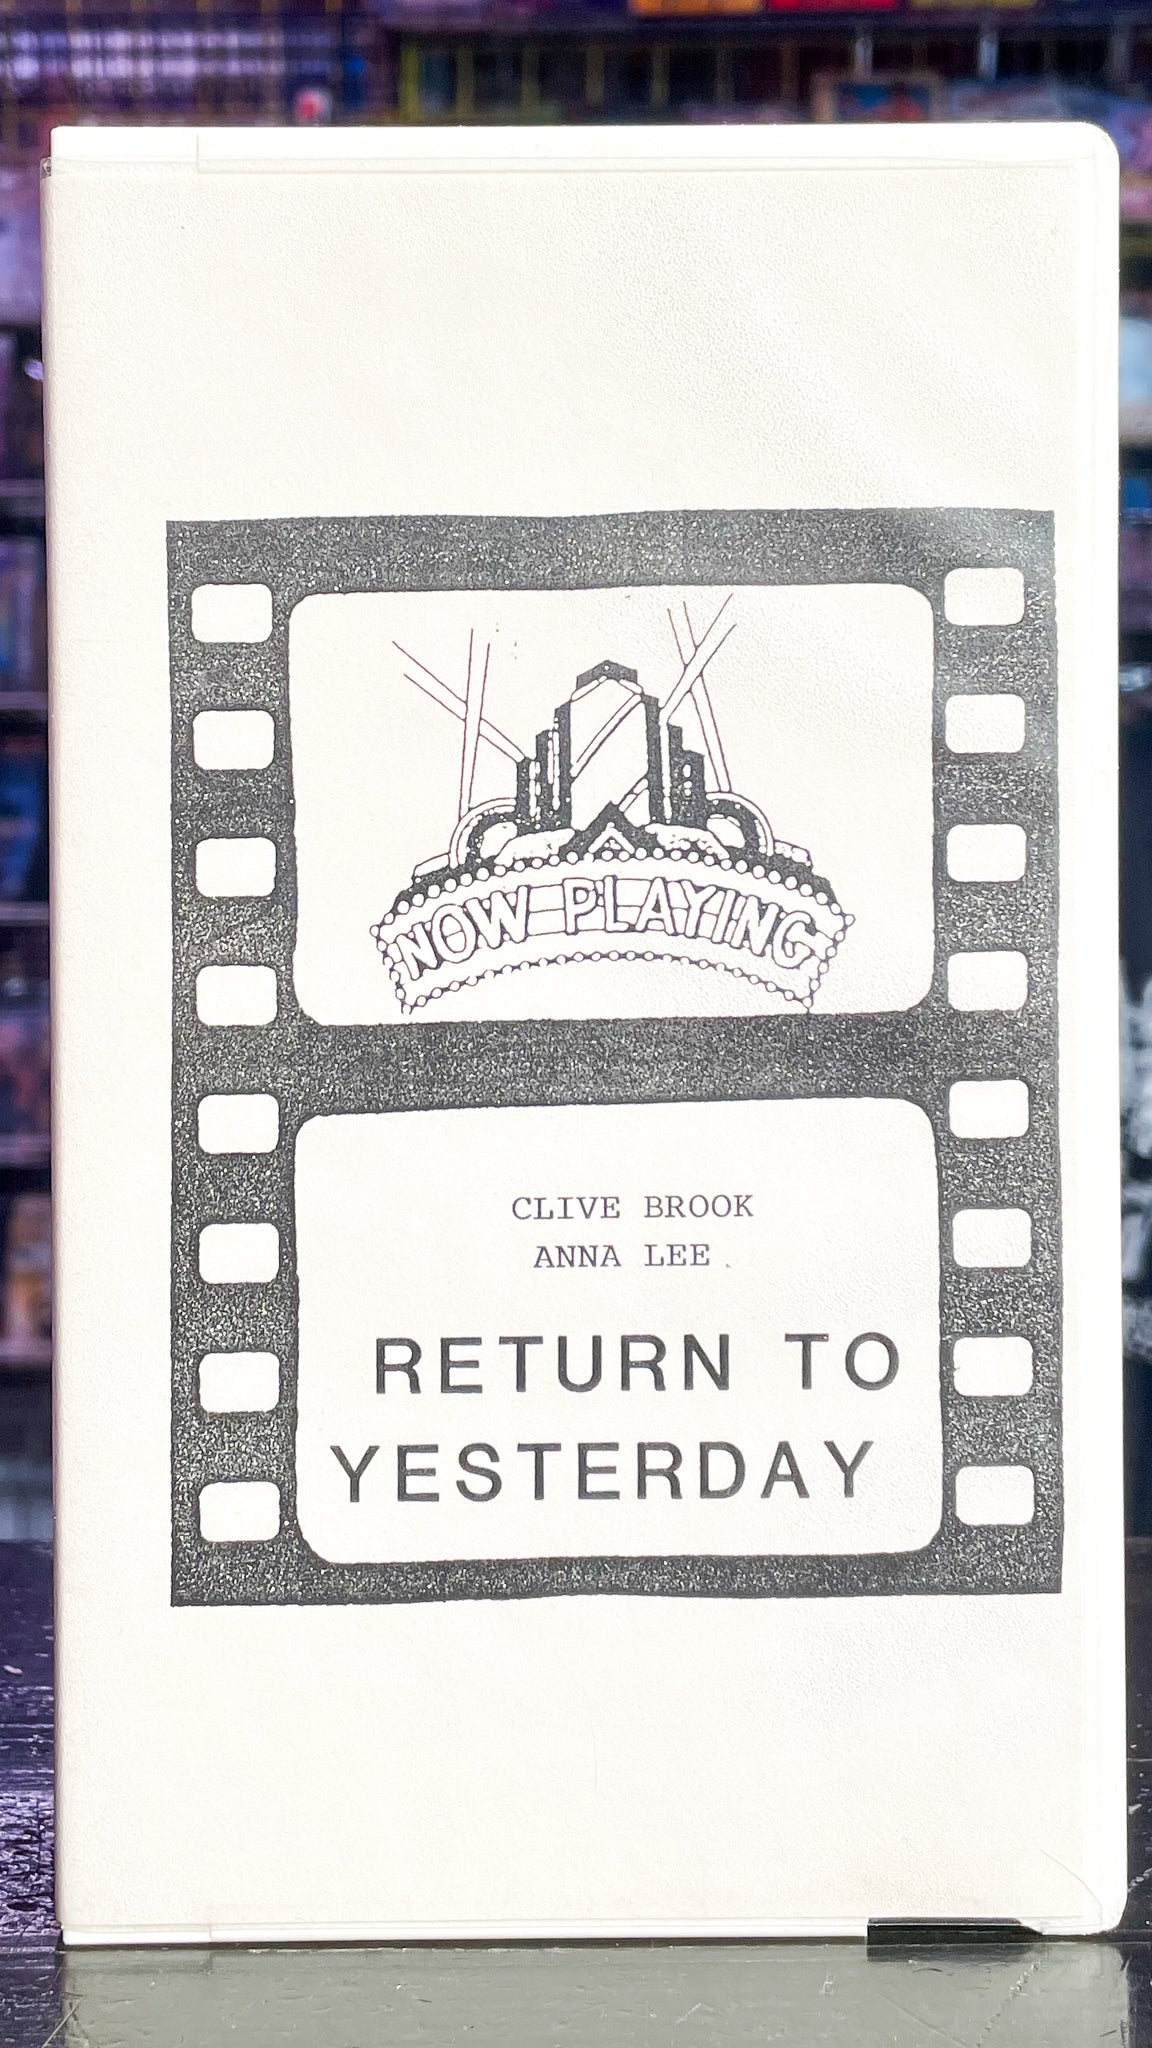 NOW PLAYING
CLIVE BROOK
ANNA LEE
RETURN TO
YESTERDAY